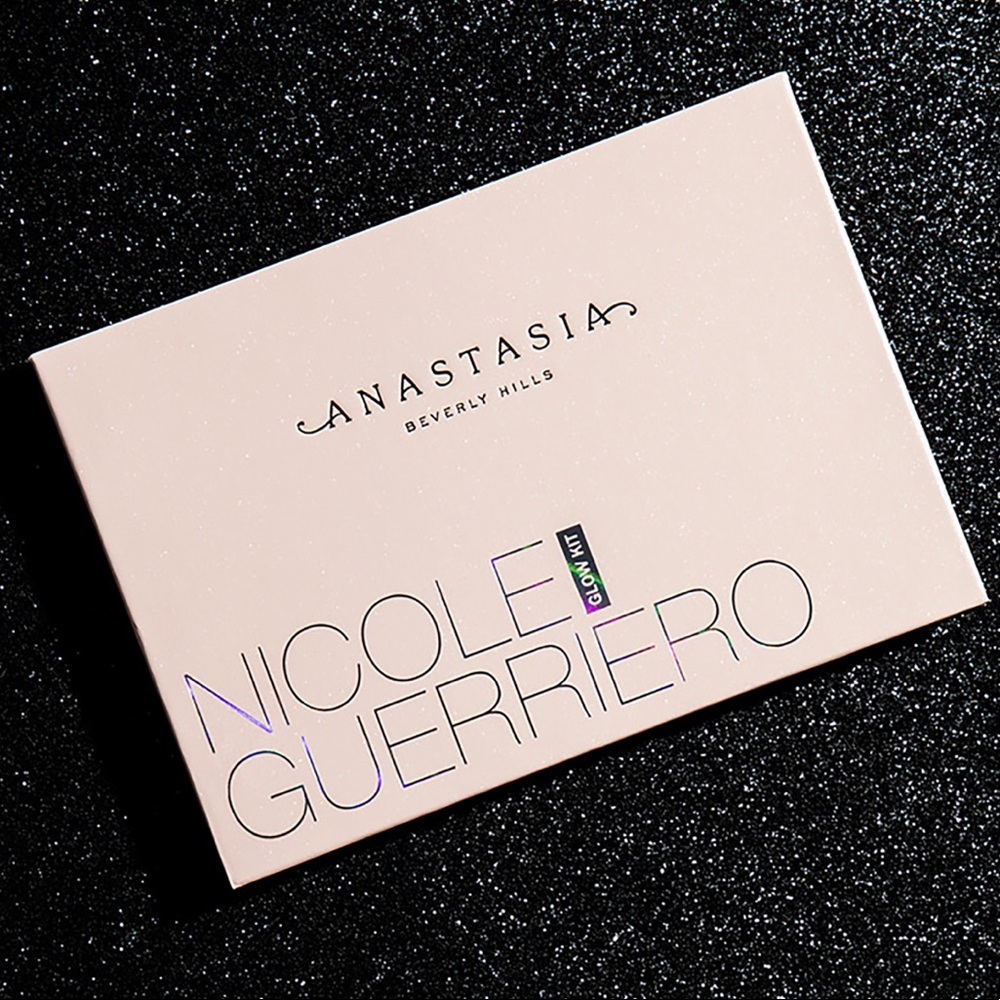 ANASTASIA
BEVERLY HILLS
NICOLE
GLOW KIT
GUERRIERO